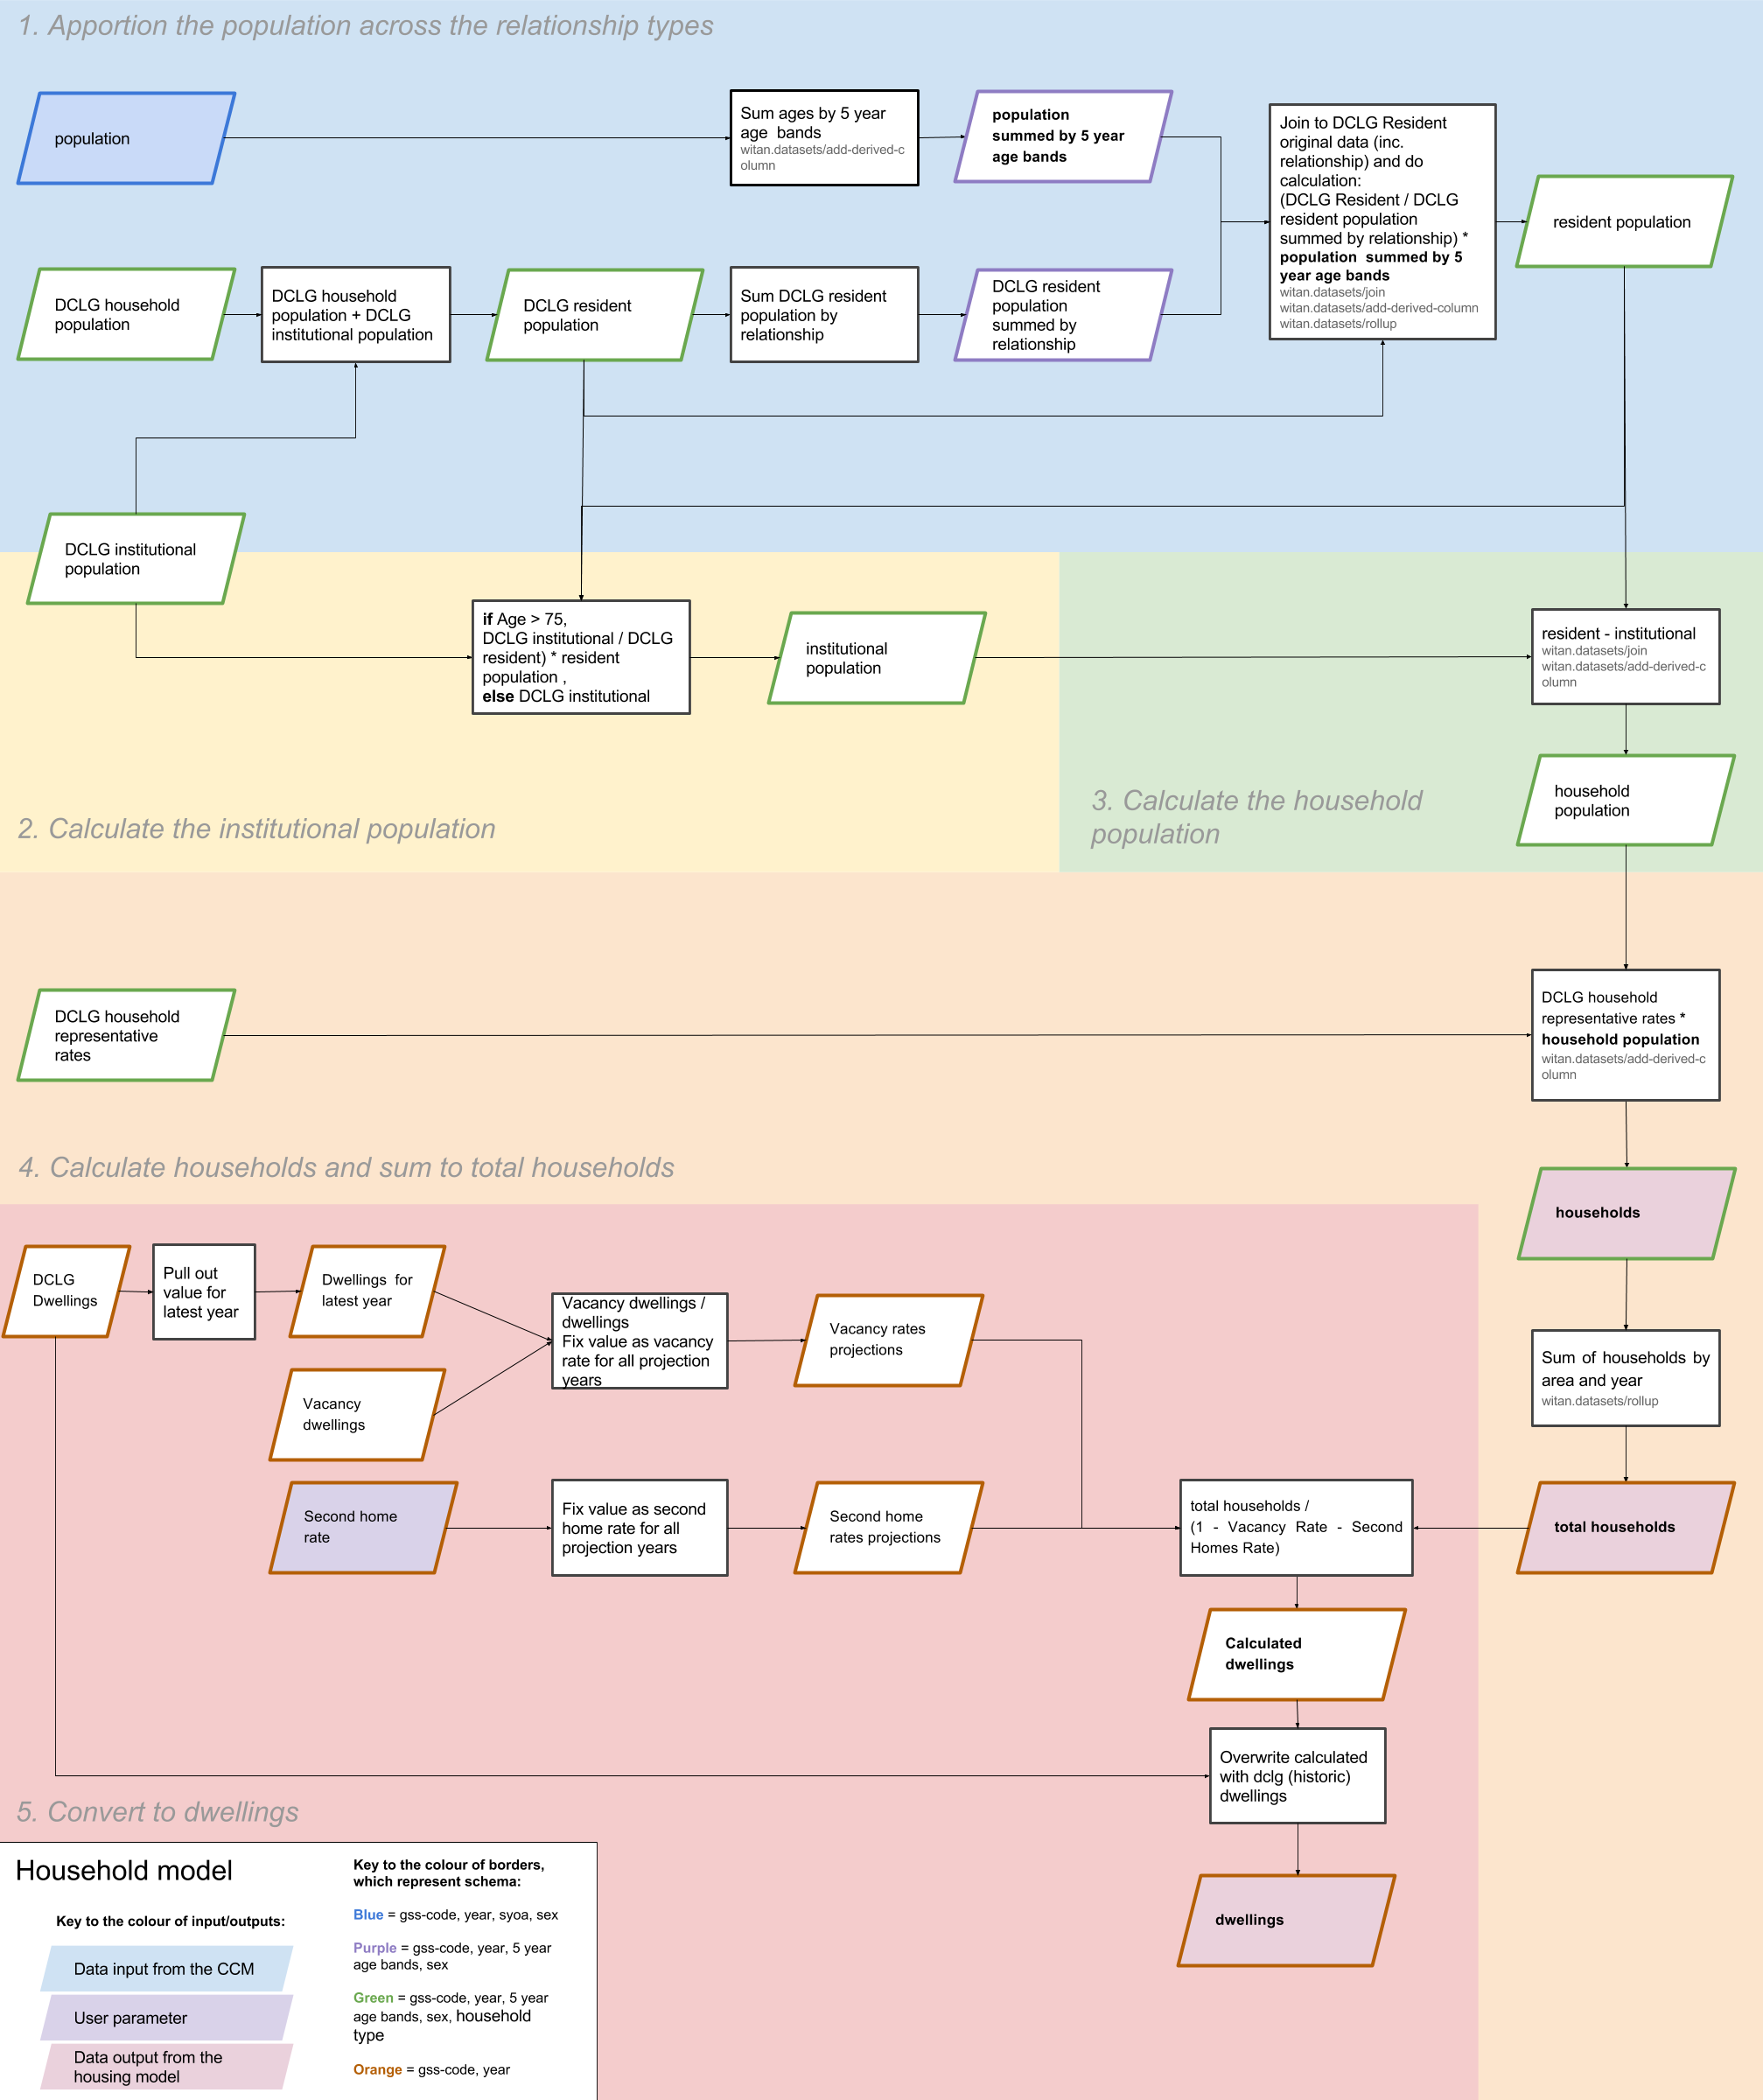 1. Apportion the population across the relationship types
population
Sum ages by 5 year
age bands
witan.datasets/add-derived-c
olumn
population
summed by 5 year
age bands
Join to DCLG Resident
original data (inc.
relationship) and do
calculation:
(DCLG Resident / DCLG
resident population
summed by relationship) *
population summed by 5
year age bands
witan.datasets/join
witan.datasets/add-derived-column
witan.datasets/rollup
resident population
DCLG household
population
DCLG household
population + DCLG
institutional population
DCLG resident
population
Sum DCLG resident
population by
relationship
DCLG resident
population
summed by
relationship
DCLG institutional
population
if Age > 75,
DCLG institutional / DCLG
resident) * resident
population ,
else DCLG institutional
institutional
population
resident - institutional
witan.datasets/join
witan.datasets/add-derived-c
olumn
2. Calculate the institutional population
3. Calculate the household
population
household
population
DCLG household
representative
rates
DCLG household
representative rates *
household population
witan.datasets/add-derived-c
olumn
4. Calculate households and sum to total households
households
DCLG
Dwellings
Pull out
value for
latest year
Dwellings for
latest year
Vacancy dwellings /
dwellings
Fix value as vacancy
rate for all projection
years
Vacancy rates
projections
Sum of households by
area and year
witan.datasets/rollup
Vacancy
dwellings
Second home
rate
Fix value as second
home rate for all
projection years
Second home
rates projections
total households /
(1 - Vacancy Rate - Second
Homes Rate)
total households
Calculated
dwellings
Overwrite calculated
with dclg (historic)
dwellings
5. Convert to dwellings
dwellings
Household model
Key to the colour of input/outputs:
Data input from the CCM
User parameter
Data output from the
housing model
Key to the colour of borders,
which represent schema:
Blue = gss-code, year, syoa, sex
Purple = gss-code, year, 5 year
age bands, sex
Green = gss-code, year, 5 year
age bands, sex, household
type
Orange = gss-code, year